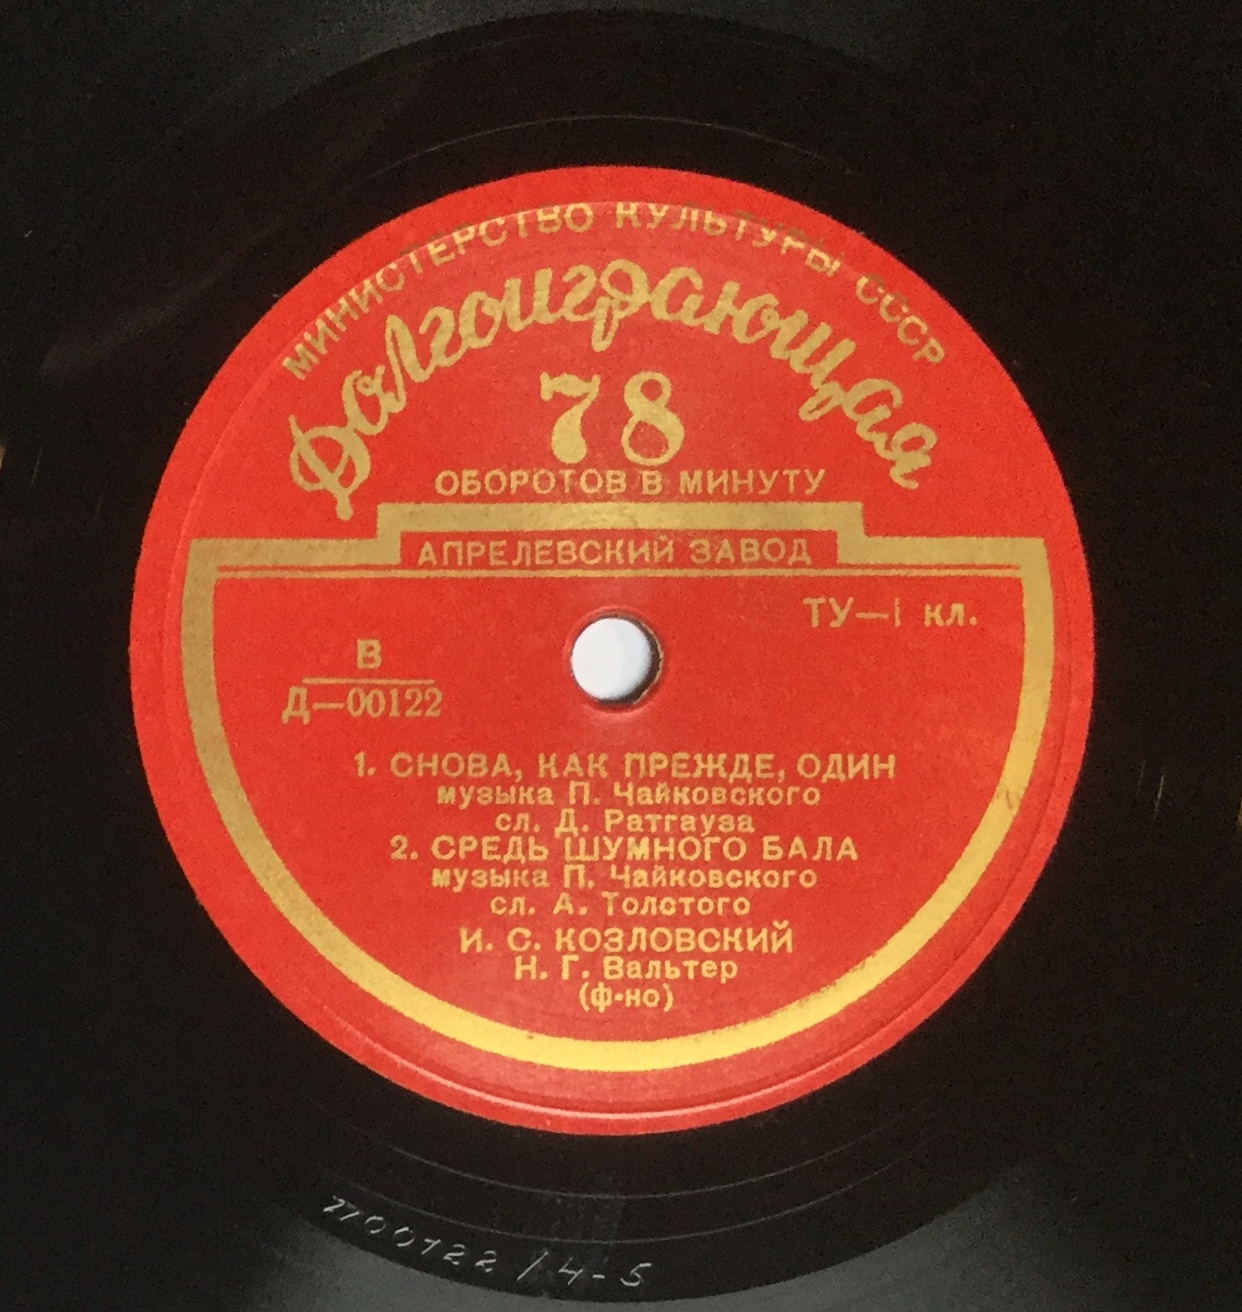 МИНИСТЕРСТВО КУЛЬТУРЫ СССР
Долгоиграющая
78
ОБОРОТОВ В МИНУТУ
АПРЕЛЕВСКИЙ ЗАВОД
ТУ—I кл.
В
Д—00122
1. СНОВА, КАК ПРЕЖДЕ, ОДИН
музыка П. Чайковского
сл. Д. Ратгауза
2. СРЕДЬ ШУМНОГО БАЛА
музыка П. Чайковского
сл. А. Толстого
И. С. КОЗЛОВСКИЙ
Н. Г. Вальтер
(ф-но)
Д00122 / 4-5